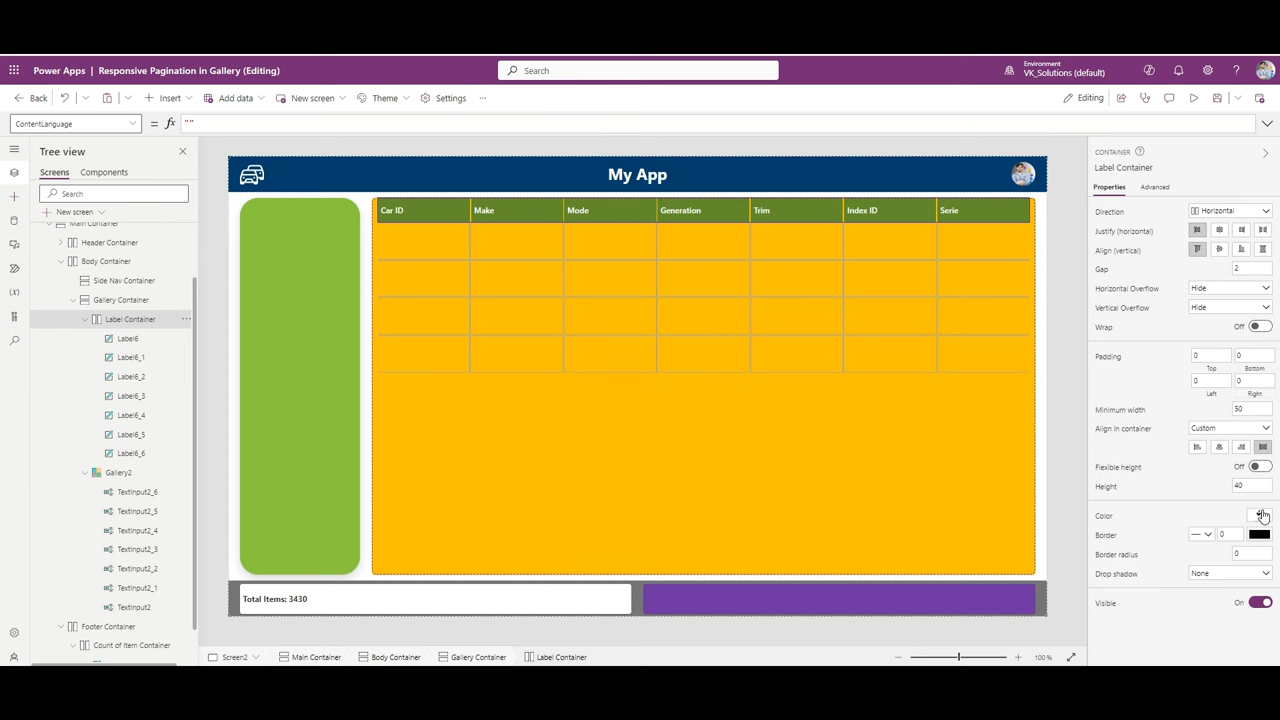 Power Apps | Responsive Pagination in Gallery (Editing)
Search
Environment
VK_Solutions (default)
Back
Insert
Add data
New screen
Theme
Settings
Editing
ContentLanguage
= fx ""
Tree view
Screens
Components
Search
New screen
Main Container
Header Container
Body Container
Side Nav Container
Gallery Container
Label Container
Label6
Label6_1
Label6_2
Label6_3
Label6_4
Label6_5
Label6_6
Gallery2
TextInput2_6
TextInput2_5
TextInput2_4
TextInput2_3
TextInput2_2
TextInput2_1
TextInput2
Footer Container
Count of Item Container
My App
Car ID Make Mode Generation Trim Index ID Serie
Total Items: 3430
Screen2 Main Container Body Container Gallery Container Label Container
100 %
CONTAINER
Label Container
Properties Advanced
Direction Horizontal
Justify (horizontal)
Align (vertical)
Gap 2
Horizontal Overflow Hide
Vertical Overflow Hide
Wrap Off
Padding 0 0
Top Bottom
0 0
Left Right
Minimum width 50
Align in container Custom
Flexible height Off
Height 40
Color
Border 0
Border radius 0
Drop shadow None
Visible On